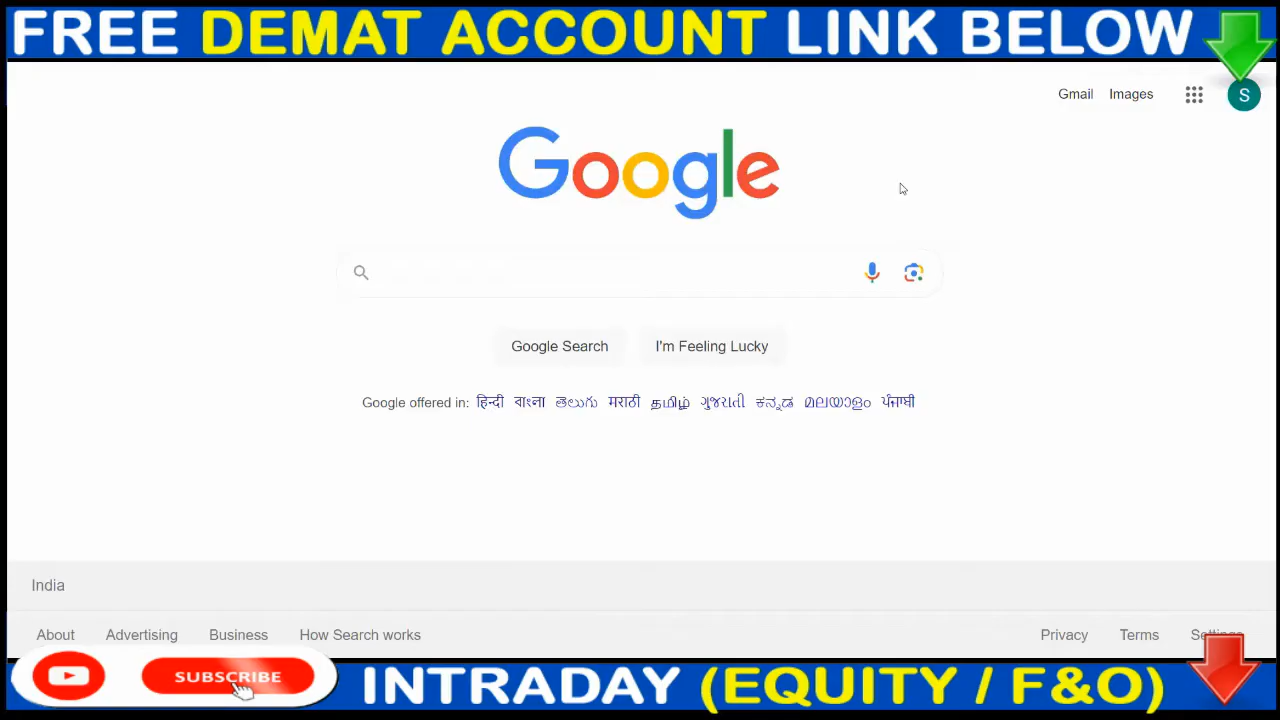 FREE DEMAT ACCOUNT LINK BELOW
Gmail Images S
Google
Google Search I'm Feeling Lucky
Google offered in: हिन्दी বাংলা తెలుగు मराठी தமிழ் ગુજરાતી ಕನ್ನಡ മലയാളം ਪੰਜਾਬੀ
India
About Advertising Business How Search works Privacy Terms Settings
SUBSCRIBE
INTRADAY (EQUITY / F&O)